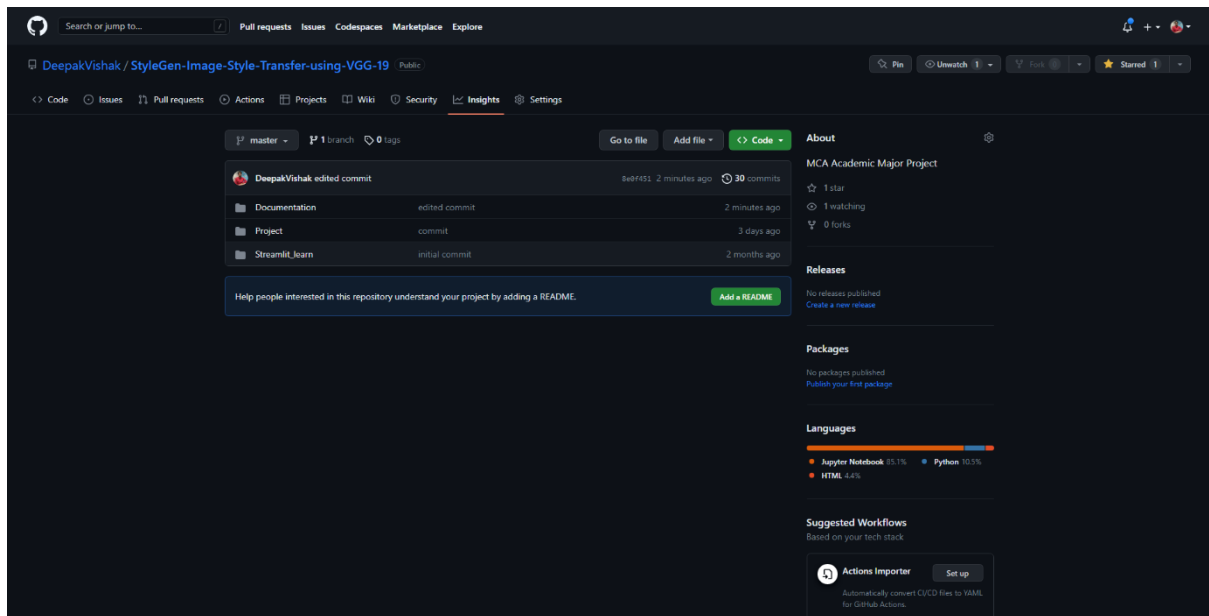 Search or jump to... / Pull requests Issues Codespaces Marketplace Explore
DeepakVishak / StyleGen-Image-Style-Transfer-using-VGG-19 Public Pin Unwatch 1 Fork 0 Starred 1
Code Issues Pull requests Actions Projects Wiki Security Insights Settings
master 1 branch 0 tags Go to file Add file Code
DeepakVishak edited commit 8e0f451 2 minutes ago 30 commits
Documentation edited commit 2 minutes ago
Project commit 3 days ago
Streamlit_learn initial commit 2 months ago
Help people interested in this repository understand your project by adding a README. Add a README
About
MCA Academic Major Project
1 star
1 watching
0 forks
Releases
No releases published
Create a new release
Packages
No packages published
Publish your first package
Languages
Jupyter Notebook 85.1% Python 10.5%
HTML 4.4%
Suggested Workflows
Based on your tech stack
Actions Importer Set up
Automatically convert CI/CD files to YAML
for GitHub Actions.